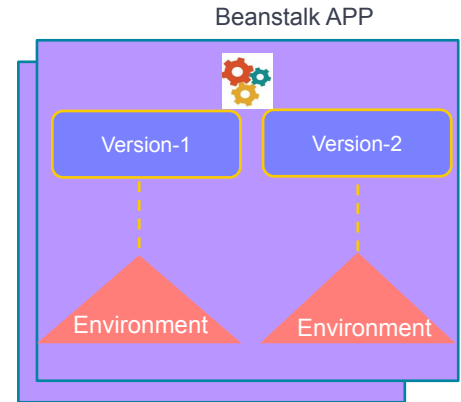 Beanstalk APP
Version-1
Version-2
Environment
Environment